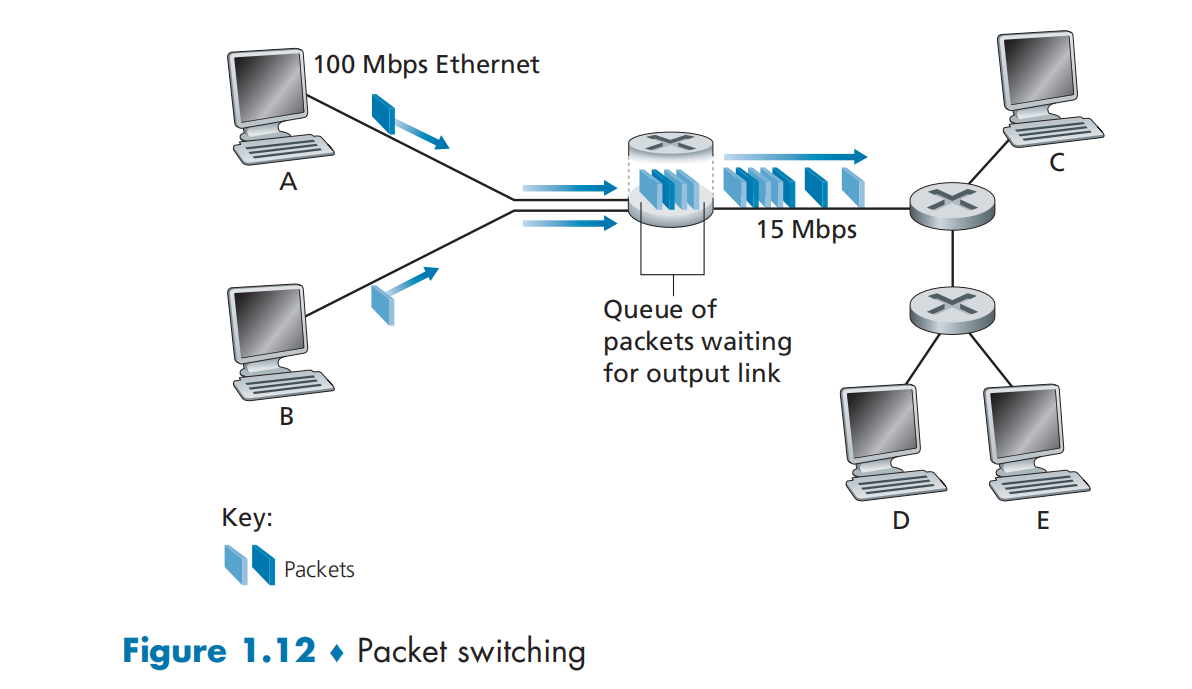 100 Mbps Ethernet
A
C
15 Mbps
Queue of
packets waiting
for output link
B
D
E
Key:
Packets
Figure 1.12 ♦ Packet switching